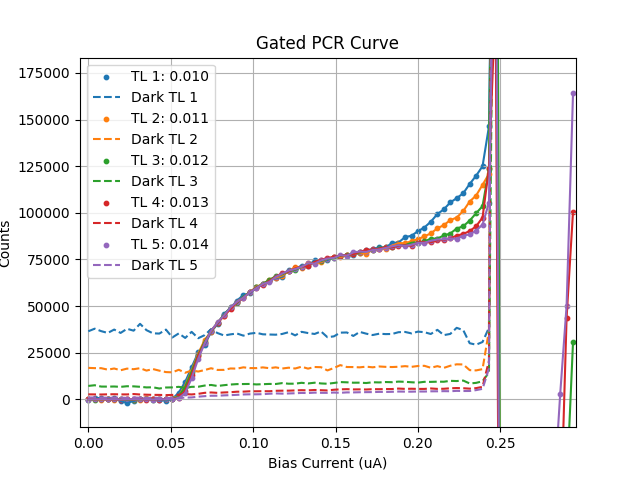 Gated PCR Curve
175000
150000
125000
100000
75000
50000
25000
0
Counts
TL 1: 0.010
Dark TL 1
TL 2: 0.011
Dark TL 2
TL 3: 0.012
Dark TL 3
TL 4: 0.013
Dark TL 4
TL 5: 0.014
Dark TL 5
0.00 0.05 0.10 0.15 0.20 0.25
Bias Current (uA)